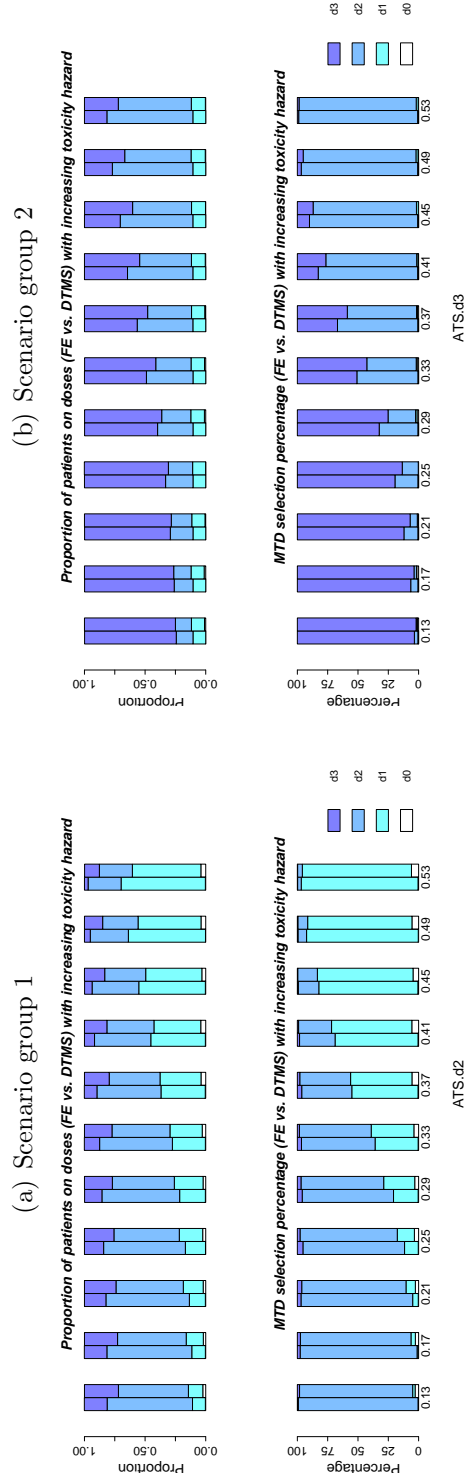 (a) Scenario group 1
Proportion of patients on doses (FE vs. DTMS) with increasing toxicity hazard
Proportion
1.00
0.50
0.00
MTD selection percentage (FE vs. DTMS) with increasing toxicity hazard
Percentage
100
75
50
25
0
0.13 0.17 0.21 0.25 0.29 0.33 0.37 0.41 0.45 0.49 0.53
ATS.d2
d3
d2
d1
d0
(b) Scenario group 2
Proportion of patients on doses (FE vs. DTMS) with increasing toxicity hazard
Proportion
1.00
0.50
0.00
MTD selection percentage (FE vs. DTMS) with increasing toxicity hazard
Percentage
100
75
50
25
0
0.13 0.17 0.21 0.25 0.29 0.33 0.37 0.41 0.45 0.49 0.53
ATS.d3
d3
d2
d1
d0